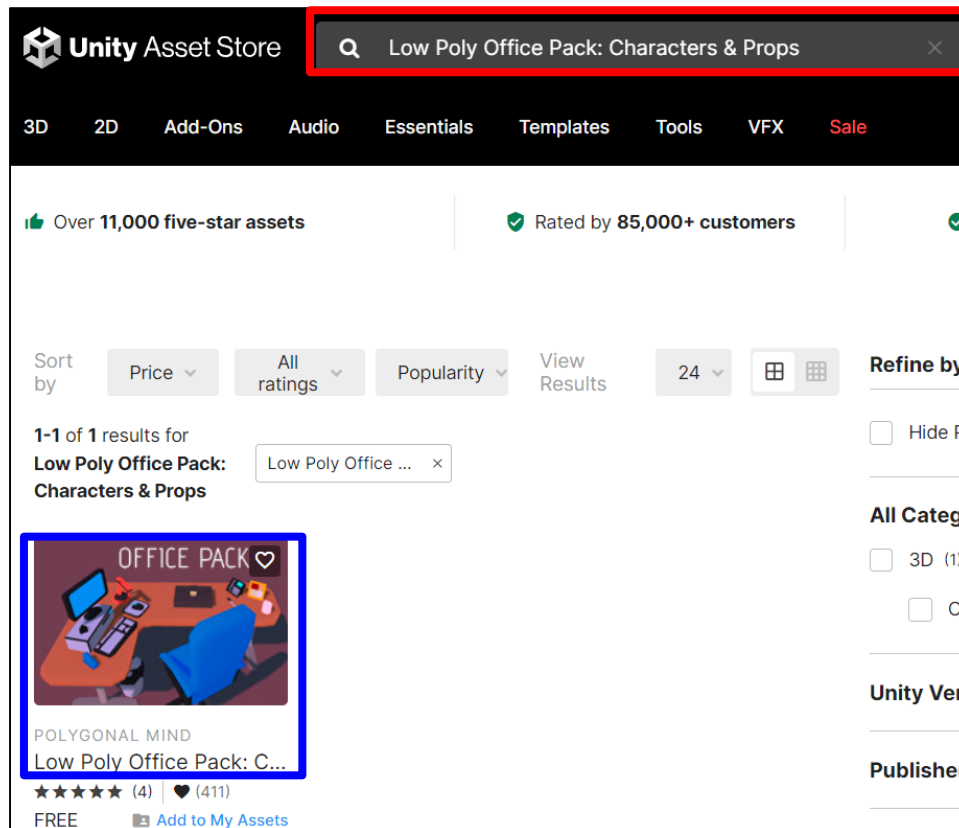 Unity Asset Store
Low Poly Office Pack: Characters & Props
3D 2D Add-Ons Audio Essentials Templates Tools VFX Sale
Over 11,000 five-star assets
Rated by 85,000+ customers
Sort by
Price
All ratings
Popularity
View Results
24
Refine by
Hide P
1-1 of 1 results for
Low Poly Office Pack:
Characters & Props
Low Poly Office ...
All Categ
3D (1)
C
OFFICE PACK
POLYGONAL MIND
Low Poly Office Pack: C...
(4) (411)
FREE Add to My Assets
Unity Ver
Publisher